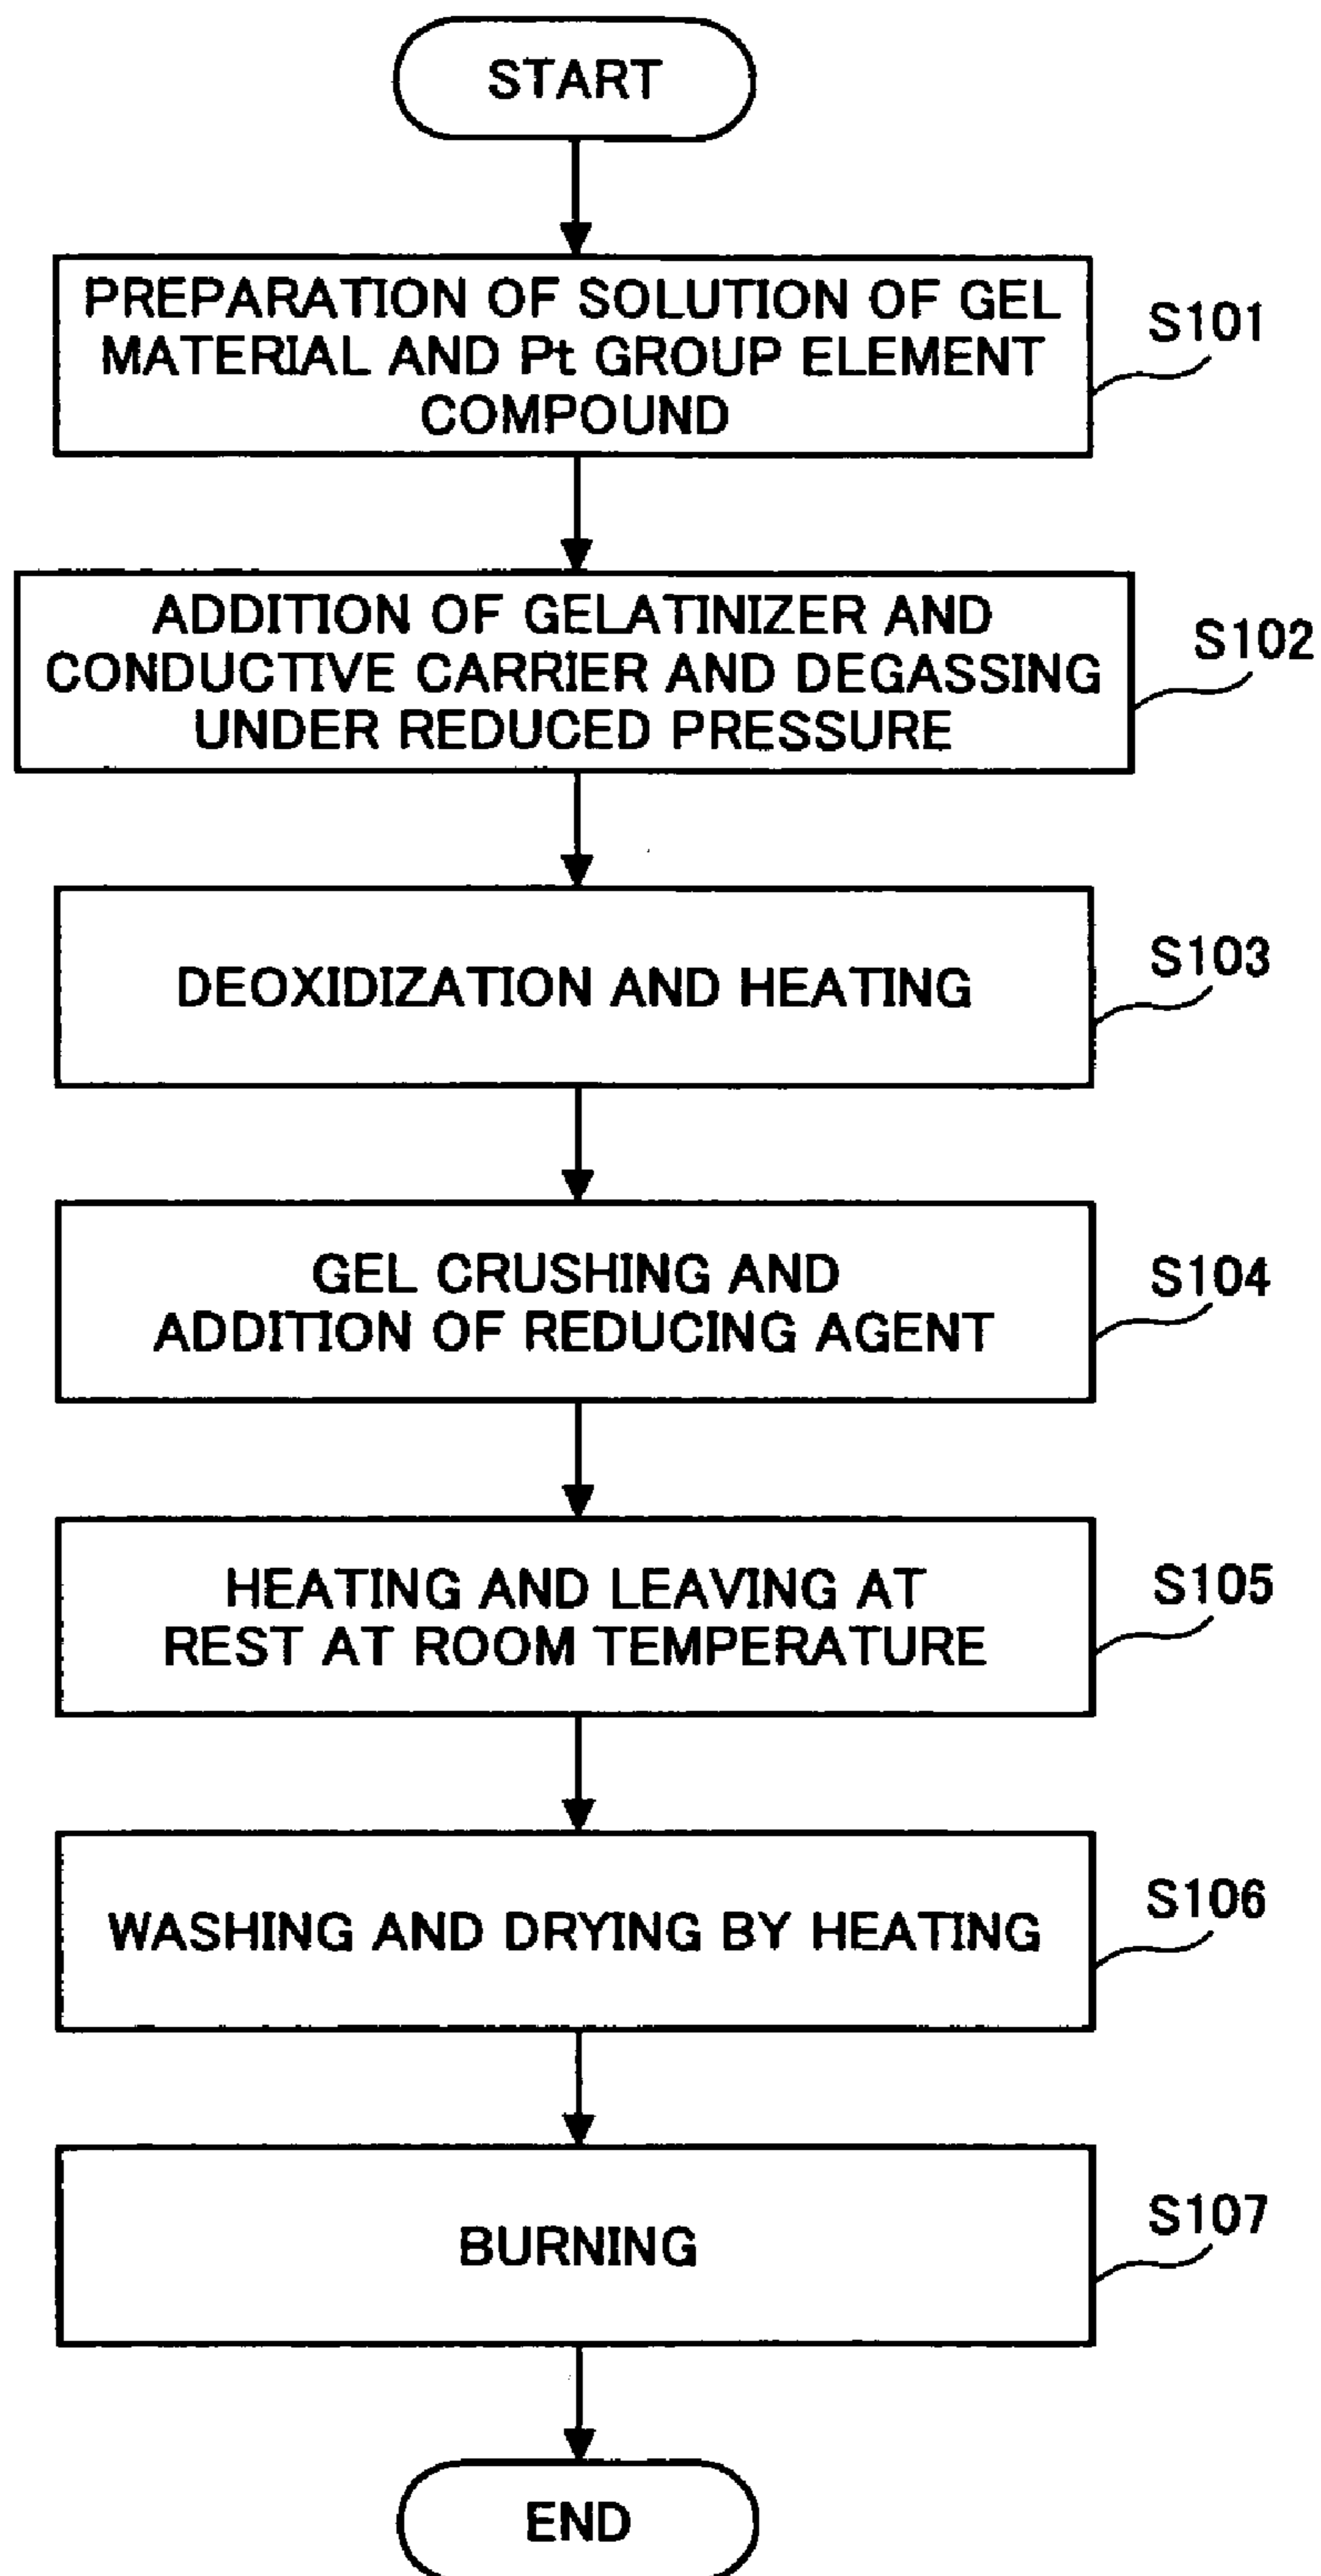 START
PREPARATION OF SOLUTION OF GEL
MATERIAL AND Pt GROUP ELEMENT
COMPOUND
S101
ADDITION OF GELATINIZER AND
CONDUCTIVE CARRIER AND DEGASSING
UNDER REDUCED PRESSURE
S102
DEOXIDIZATION AND HEATING
S103
GEL CRUSHING AND
ADDITION OF REDUCING AGENT
S104
HEATING AND LEAVING AT
REST AT ROOM TEMPERATURE
S105
WASHING AND DRYING BY HEATING
S106
BURNING
S107
END